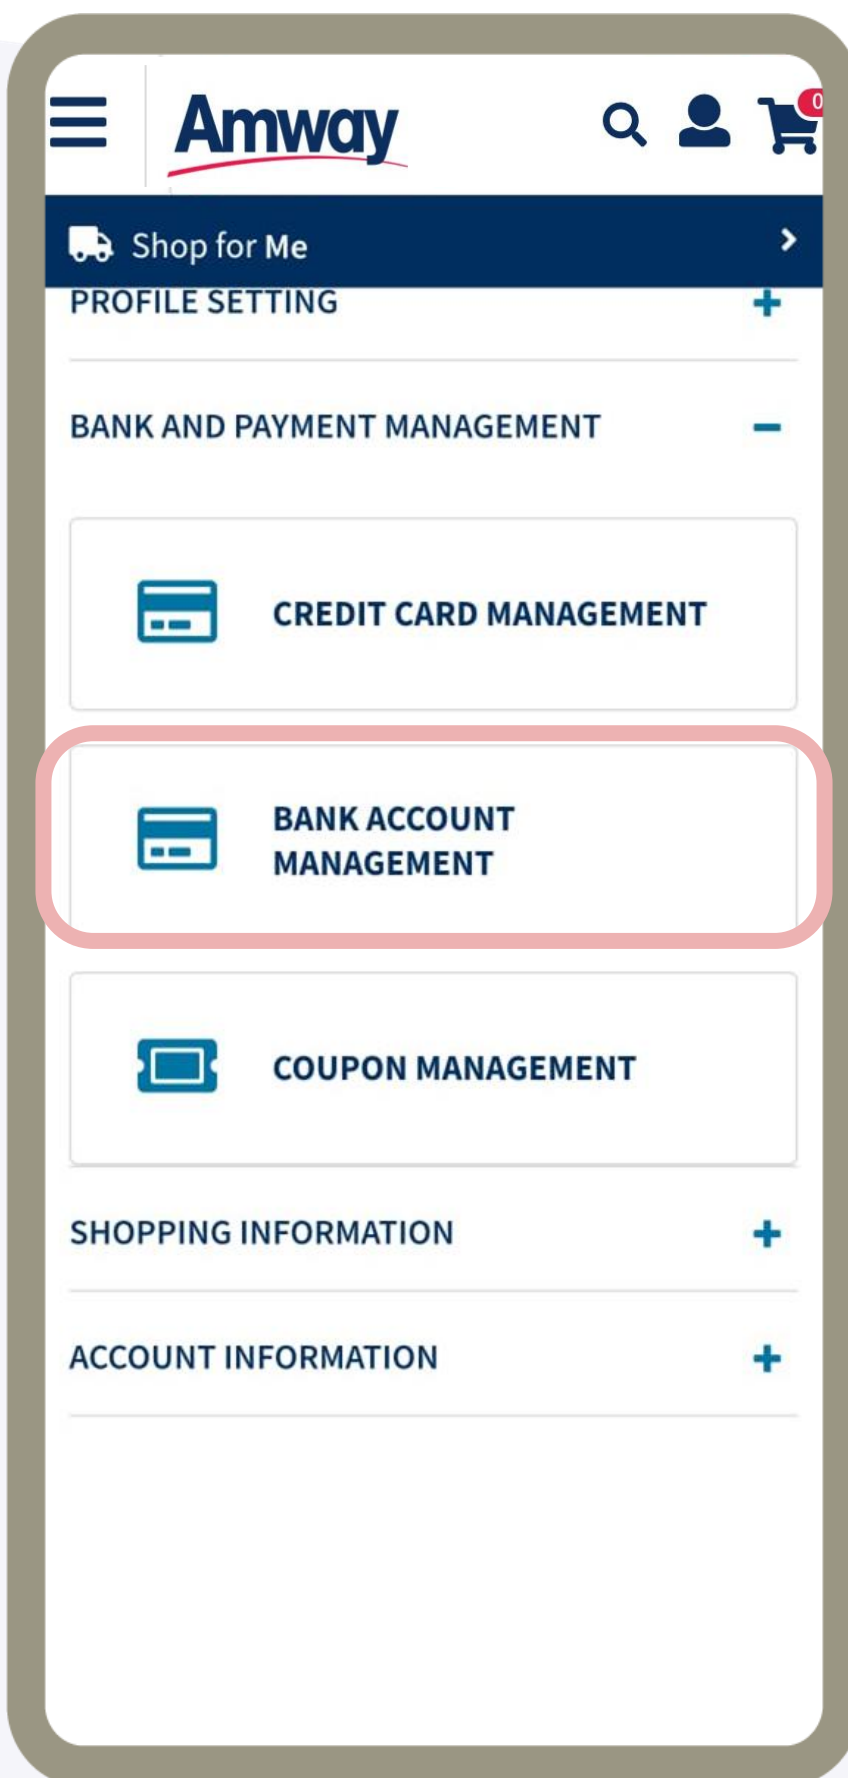 Amway
0
Shop for Me
PROFILE SETTING
BANK AND PAYMENT MANAGEMENT
CREDIT CARD MANAGEMENT
BANK ACCOUNT
MANAGEMENT
COUPON MANAGEMENT
SHOPPING INFORMATION
ACCOUNT INFORMATION